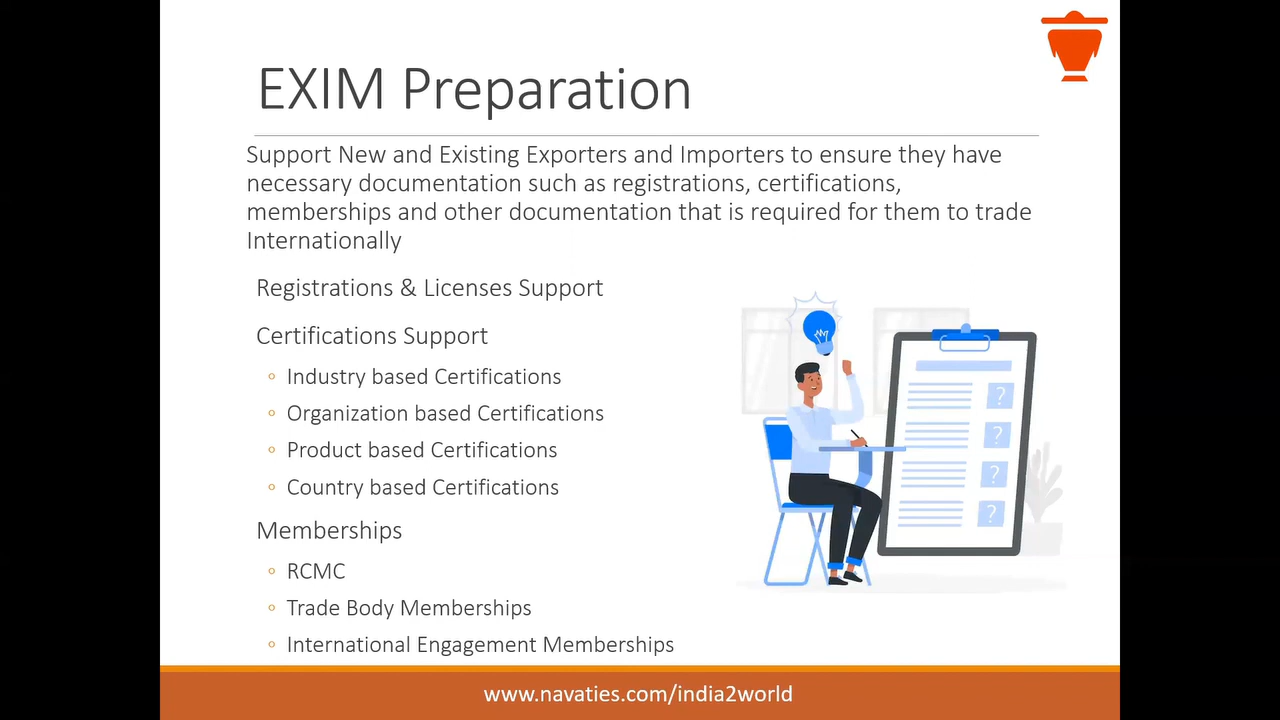 EXIM Preparation
Support New and Existing Exporters and Importers to ensure they have
necessary documentation such as registrations, certifications,
memberships and other documentation that is required for them to trade
Internationally
Registrations & Licenses Support
Certifications Support
◦ Industry based Certifications
◦ Organization based Certifications
◦ Product based Certifications
◦ Country based Certifications
Memberships
◦ RCMC
◦ Trade Body Memberships
◦ International Engagement Memberships
?
?
?
?
www.navaties.com/india2world